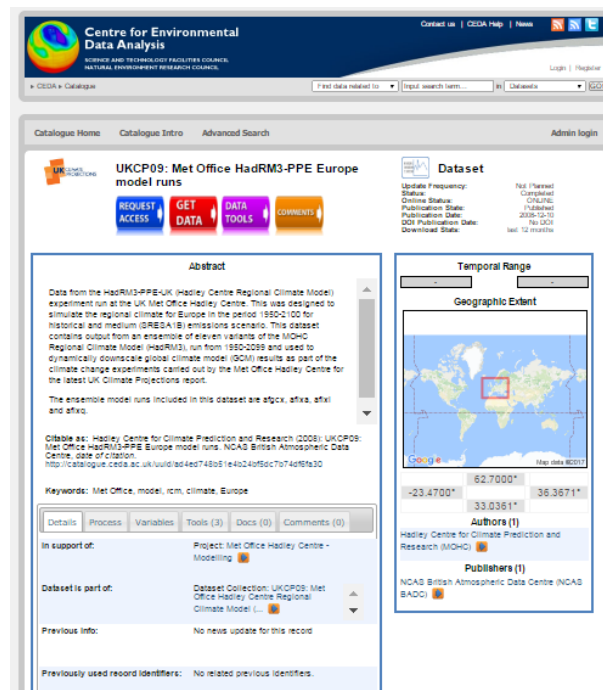 Contact us | CEDA Help | News
Centre for Environmental
Data Analysis
SCIENCE AND TECHNOLOGY FACILITIES COUNCIL
NATURAL ENVIRONMENT RESEARCH COUNCIL
Login | Register
CEDA ▸ Catalogue
Find data related to
Input search term...
in
Datasets
GO
Catalogue Home Advanced Search Catalogue Intro Admin login
UK CLIMATE PROJECTIONS
UKCP09: Met Office HadRM3-PPE Europe
model runs
REQUEST ACCESS
GET DATA
DATA TOOLS
COMMENTS
Dataset
Update Frequency: Not Planned
Status: Completed
Online Status: ONLINE
Publication State: Published
Publication Date: 2008-12-10
DOI Publication Date: No DOI
Download Stats: last 12 months
Abstract
Data from the HadRM3-PPE-UK (Hadley Centre Regional Climate Model)
experiment run at the UK Met Office Hadley Centre. This was designed to
simulate the regional climate for Europe in the period 1950-2100 for
historical and medium (SRESA1B) emissions scenario. This dataset
contains output from an ensemble of eleven variants of the MOHC
Regional Climate Model (HadRM3), run from 1950-2099 and used to
dynamically downscale global climate model (GCM) results as part of the
climate change experiments carried out by the Met Office Hadley Centre for
the latest UK Climate Projections report.
The ensemble model runs included in this dataset are afgcx, afixa, afixi
and afixq.
Citable as: Hadley Centre for Climate Prediction and Research (2008): UKCP09:
Met Office HadRM3-PPE Europe model runs. NCAS British Atmospheric Data
Centre, date of citation.
http://catalogue.ceda.ac.uk/uuid/ad4ed748b51e4b24bf5dc7b74df6fa30
Keywords: Met Office, model, rcm, climate, Europe
Details Process Variables Tools (3) Docs (0) Comments (0)
In support of: Project: Met Office Hadley Centre -
Modelling
Dataset is part of: Dataset Collection: UKCP09: Met
Office Hadley Centre Regional
Climate Model (...
Previous Info: No news update for this record
Previously used record identifiers: No related previous identifiers.
Temporal Range
- -
Geographic Extent
Google
Map data ©2017
62.7000°
-23.4700° 36.3671°
33.0361°
Authors (1)
Hadley Centre for Climate Prediction and
Research (MOHC)
Publishers (1)
NCAS British Atmospheric Data Centre (NCAS
BADC)